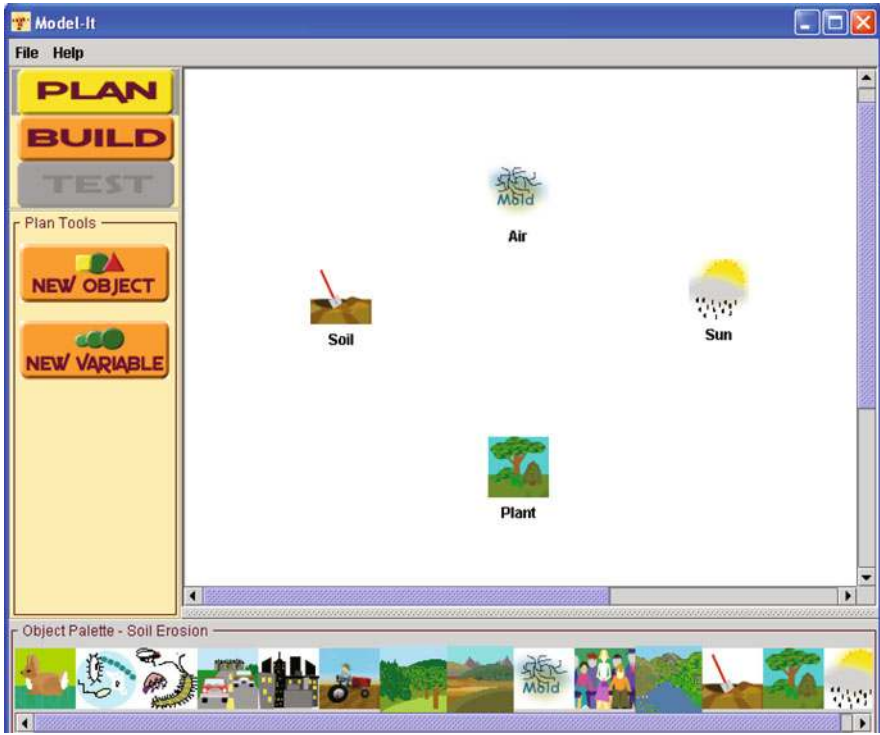 Model-It
File Help
PLAN
BUILD
TEST
Plan Tools
NEW OBJECT
NEW VARIABLE
Mold
Air
Soil
Sun
Plant
Object Palette - Soil Erosion
Mold